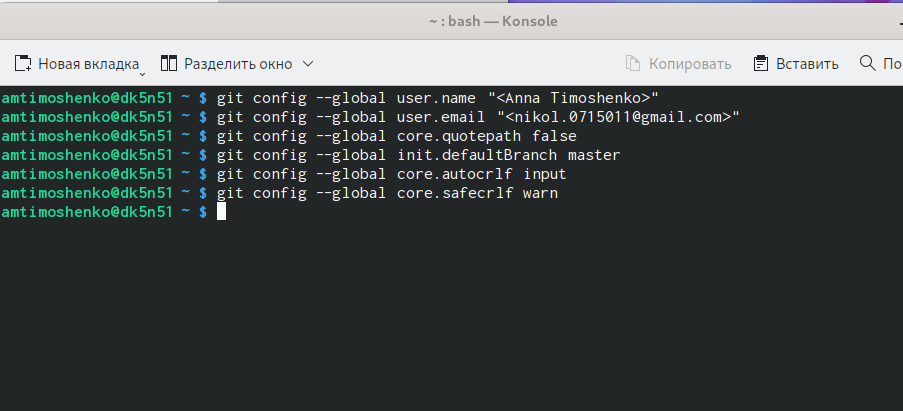 ~ : bash — Konsole
Новая вкладка Разделить окно Копировать Вставить По
amtimoshenko@dk5n51 ~ $ git config --global user.name "<Anna Timoshenko>"
amtimoshenko@dk5n51 ~ $ git config --global user.email "<nikol.0715011@gmail.com>"
amtimoshenko@dk5n51 ~ $ git config --global core.quotepath false
amtimoshenko@dk5n51 ~ $ git config --global init.defaultBranch master
amtimoshenko@dk5n51 ~ $ git config --global core.autocrlf input
amtimoshenko@dk5n51 ~ $ git config --global core.safecrlf warn
amtimoshenko@dk5n51 ~ $